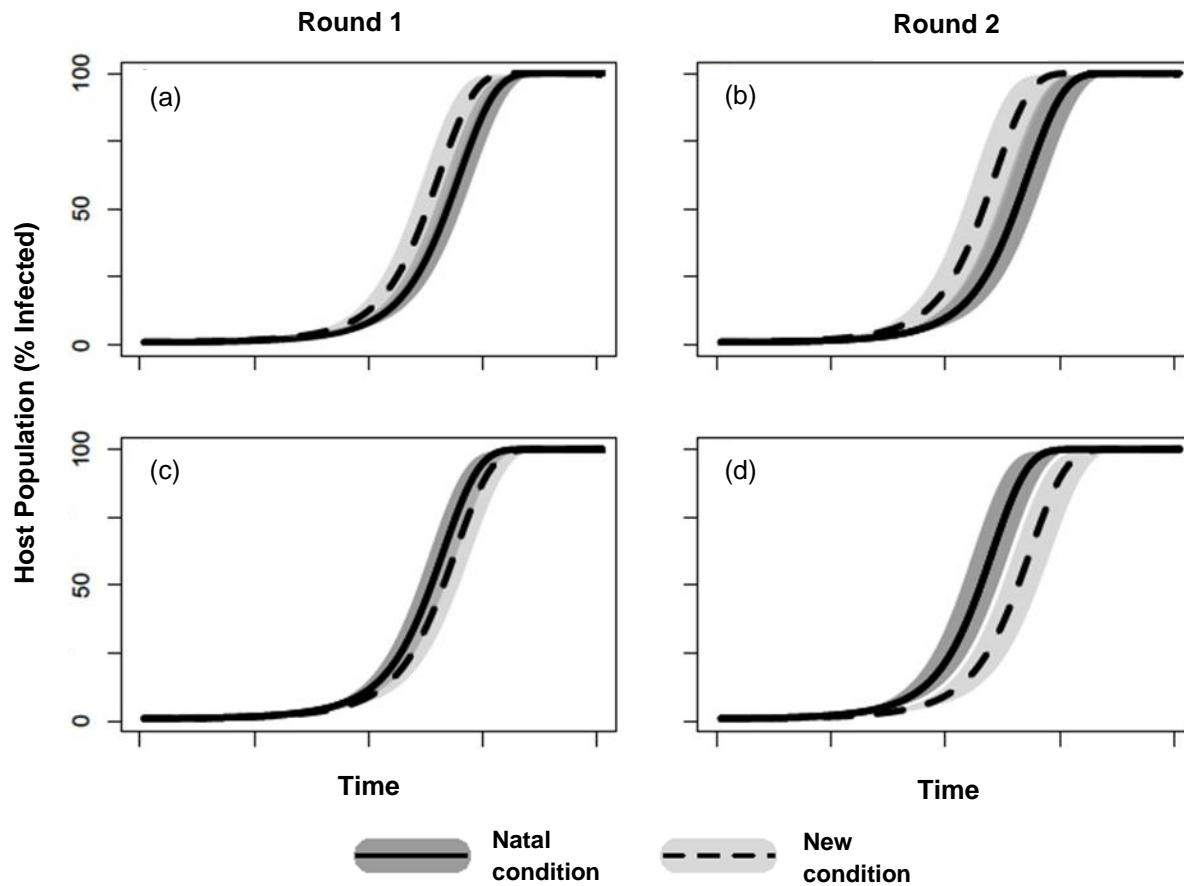 Round 1
Round 2
Host Population (% Infected)
100
50
0
(a)
(b)
100
50
0
(c)
(d)
Time
Time
Natal
condition
New
condition